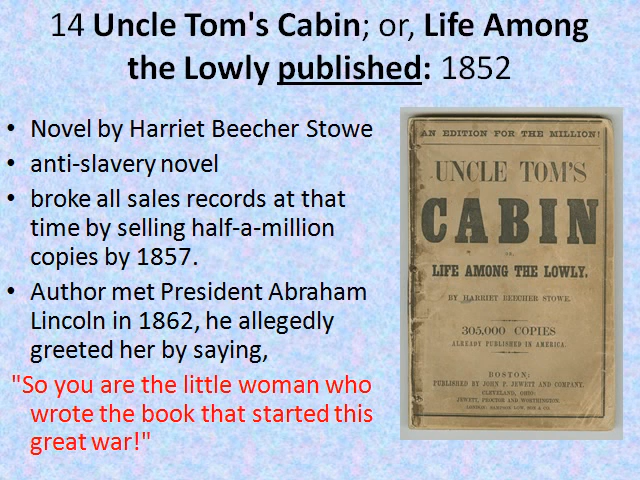 14 Uncle Tom's Cabin; or, Life Among
the Lowly published: 1852
• Novel by Harriet Beecher Stowe
• anti-slavery novel
• broke all sales records at that
time by selling half-a-million
copies by 1857.
• Author met President Abraham
Lincoln in 1862, he allegedly
greeted her by saying,
"So you are the little woman who
wrote the book that started this
great war!"
AN EDITION FOR THE MILLION!
UNCLE TOM'S
CABIN
OR,
LIFE AMONG THE LOWLY.
BY HARRIET BEECHER STOWE.
305,000 COPIES
ALREADY PUBLISHED IN AMERICA.
BOSTON:
PUBLISHED BY JOHN P. JEWETT AND COMPANY.
CLEVELAND, OHIO:
JEWETT, PROCTOR AND WORTHINGTON.
LONDON: SAMPSON LOW, SON & CO.